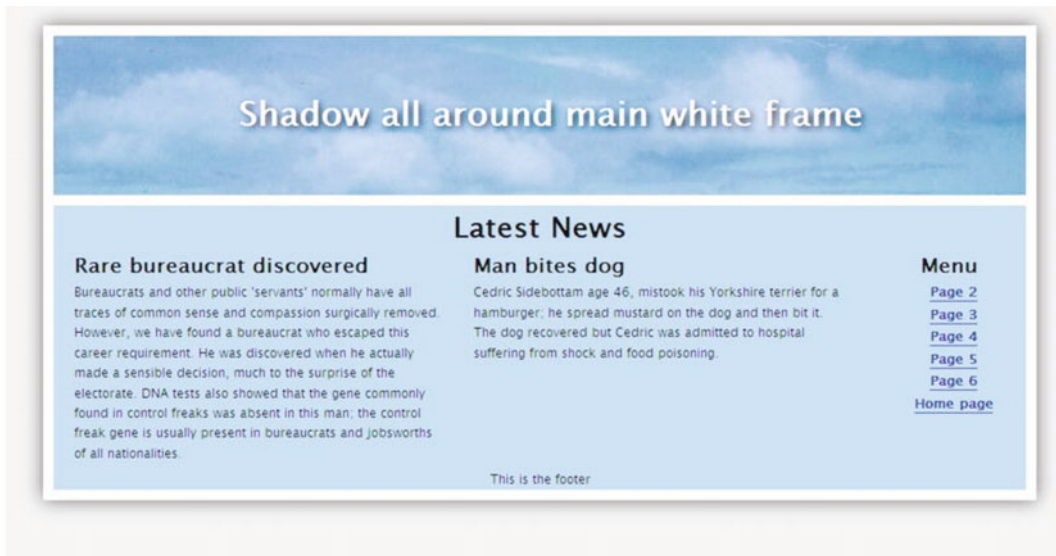 Shadow all around main white frame
Latest News
Rare bureaucrat discovered
Bureaucrats and other public 'servants' normally have all
traces of common sense and compassion surgically removed.
However, we have found a bureaucrat who escaped this
career requirement. He was discovered when he actually
made a sensible decision, much to the surprise of the
electorate. DNA tests also showed that the gene commonly
found in control freaks was absent in this man; the control
freak gene is usually present in bureaucrats and jobsworths
of all nationalities.
Man bites dog
Cedric Sidebottam age 46, mistook his Yorkshire terrier for a
hamburger; he spread mustard on the dog and then bit it.
The dog recovered but Cedric was admitted to hospital
suffering from shock and food poisoning.
Menu
Page 2
Page 3
Page 4
Page 5
Page 6
Home page
This is the footer